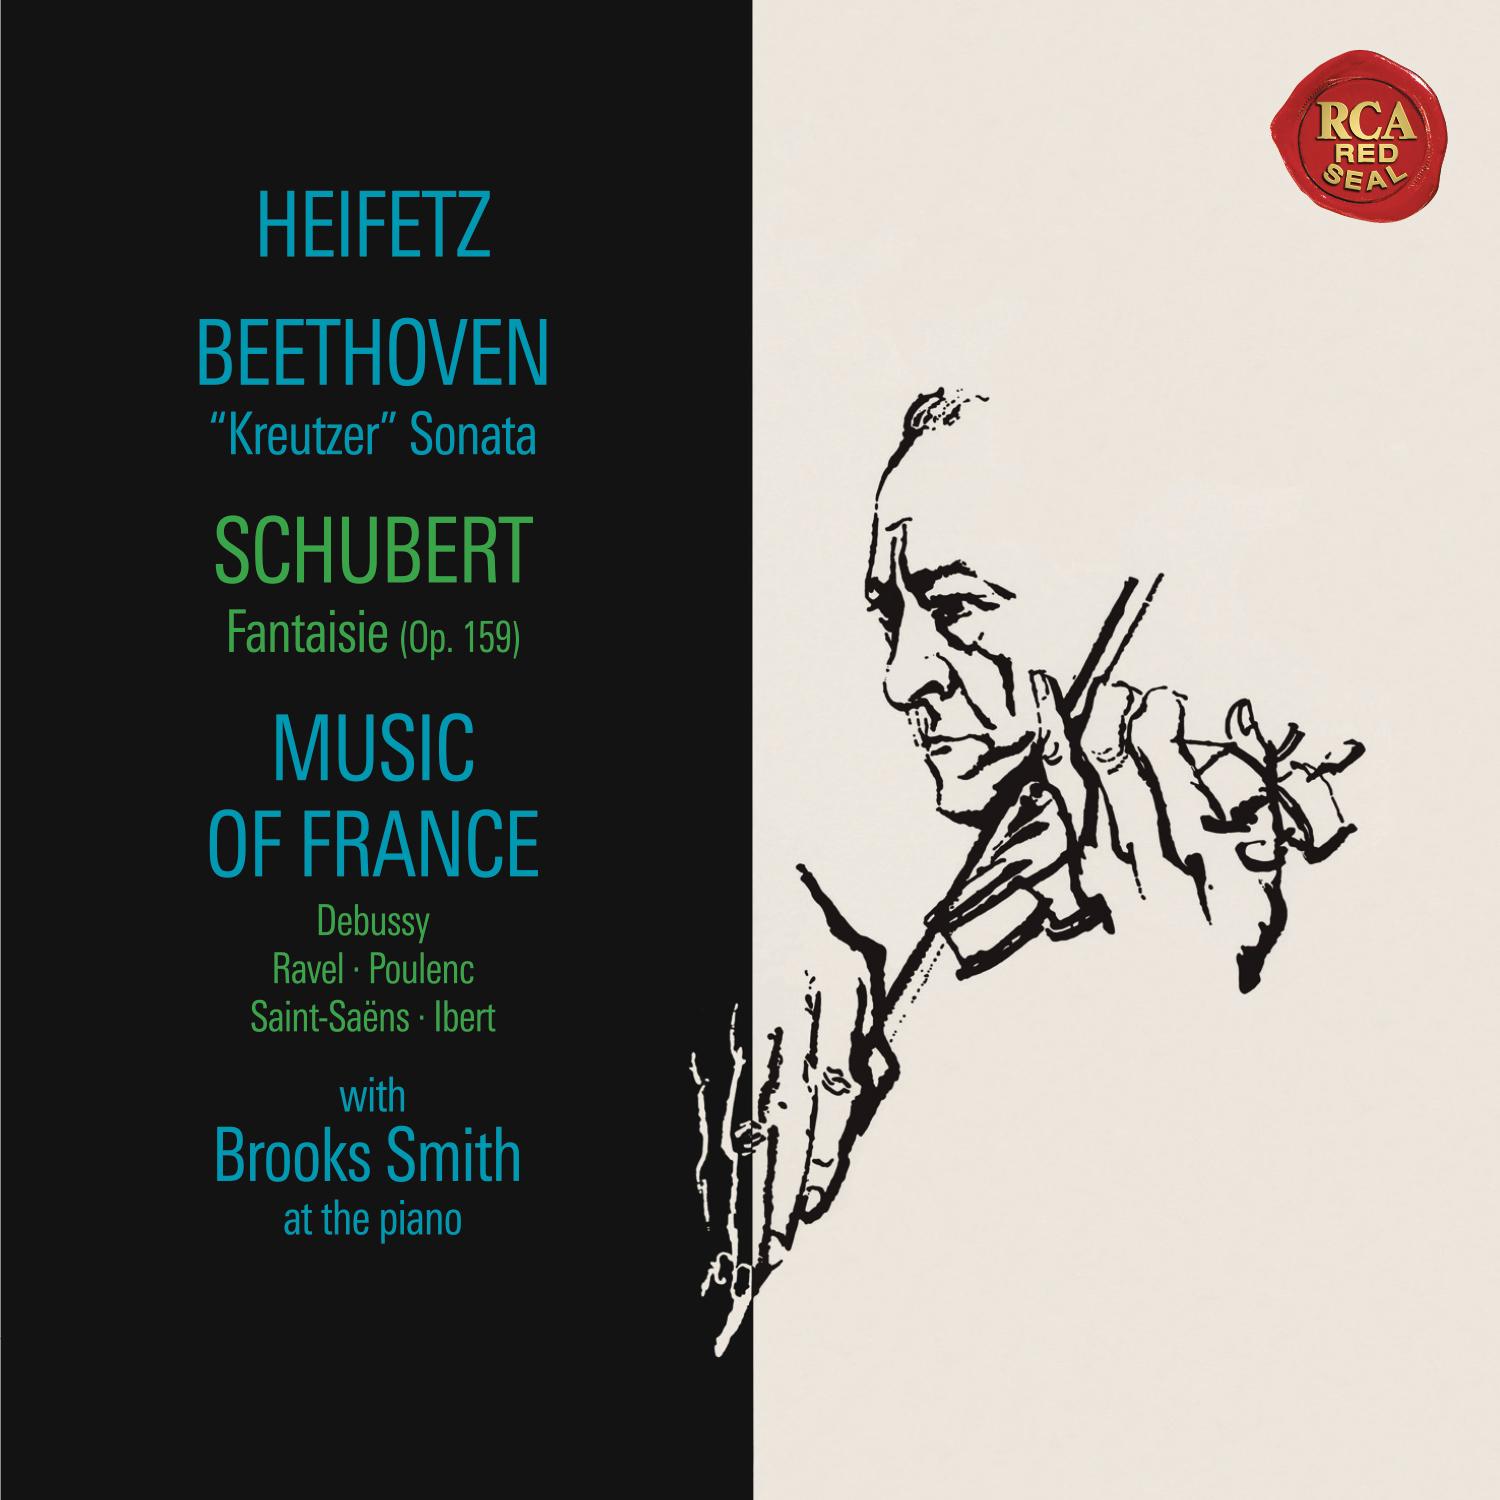 HEIFETZ
BEETHOVEN
“Kreutzer” Sonata
SCHUBERT
Fantaisie (Op. 159)
MUSIC
OF FRANCE
Debussy
Ravel · Poulenc
Saint-Saëns · Ibert
with
Brooks Smith
at the piano
RCA
RED
SEAL